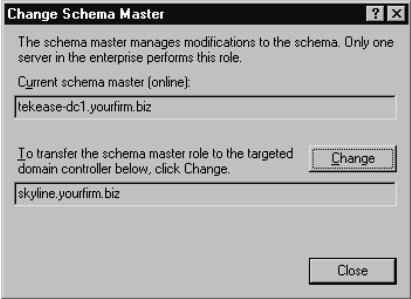 Change Schema Master
The schema master manages modifications to the schema. Only one
server in the enterprise performs this role.
Current schema master (online):
tekease-dc1.yourfirm.biz
To transfer the schema master role to the targeted
domain controller below, click Change.
Change
skyline.yourfirm.biz
Close